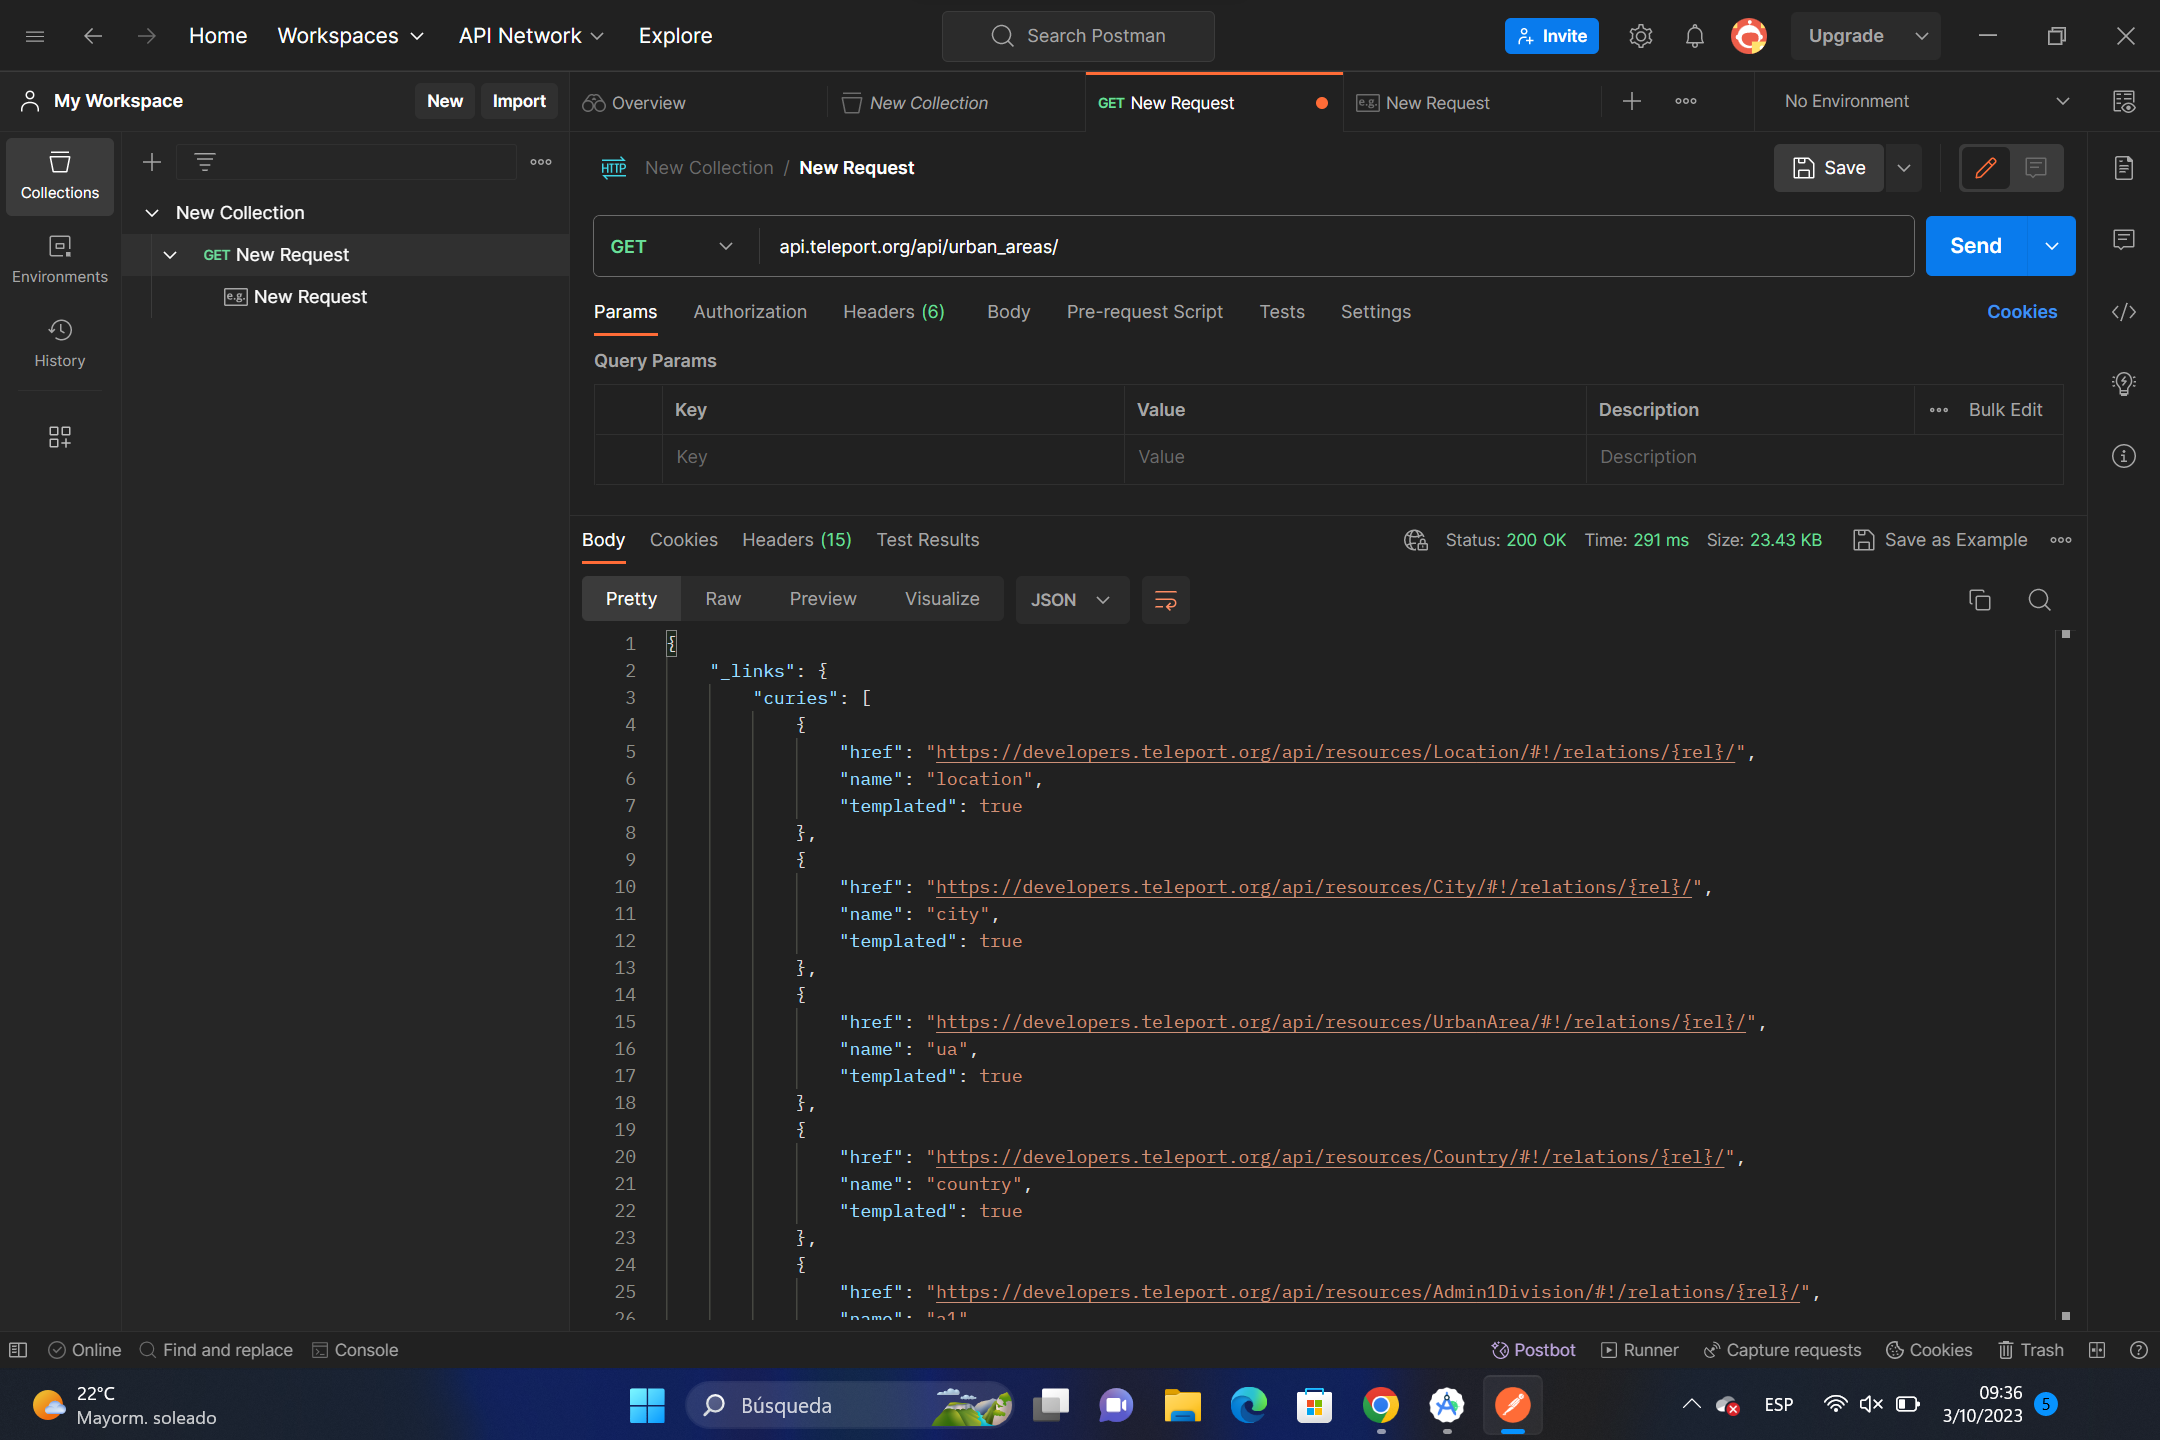 Home Workspaces API Network Explore Search Postman Invite Upgrade
My Workspace New Import Overview New Collection GET New Request e.g. New Request No Environment
HTTP New Collection / New Request Save
Collections
Environments
History
New Collection
GET New Request
e.g. New Request
GET api.teleport.org/api/urban_areas/ Send
Params Authorization Headers (6) Body Pre-request Script Tests Settings Cookies
Query Params
Key Value Description Bulk Edit
Key Value Description
Body Cookies Headers (15) Test Results Status: 200 OK Time: 291 ms Size: 23.43 KB Save as Example
Pretty Raw Preview Visualize JSON
1 {
2 "_links": {
3 "curies": [
4 {
5 "href": "https://developers.teleport.org/api/resources/Location/#!/relations/{rel}/",
6 "name": "location",
7 "templated": true
8 },
9 {
10 "href": "https://developers.teleport.org/api/resources/City/#!/relations/{rel}/",
11 "name": "city",
12 "templated": true
13 },
14 {
15 "href": "https://developers.teleport.org/api/resources/UrbanArea/#!/relations/{rel}/",
16 "name": "ua",
17 "templated": true
18 },
19 {
20 "href": "https://developers.teleport.org/api/resources/Country/#!/relations/{rel}/",
21 "name": "country",
22 "templated": true
23 },
24 {
25 "href": "https://developers.teleport.org/api/resources/Admin1Division/#!/relations/{rel}/",
26 "name": "a1"
Online Find and replace Console Postbot Runner Capture requests Cookies Trash
22°C
Mayorm. soleado
Búsqueda
ESP
09:36
3/10/2023
5